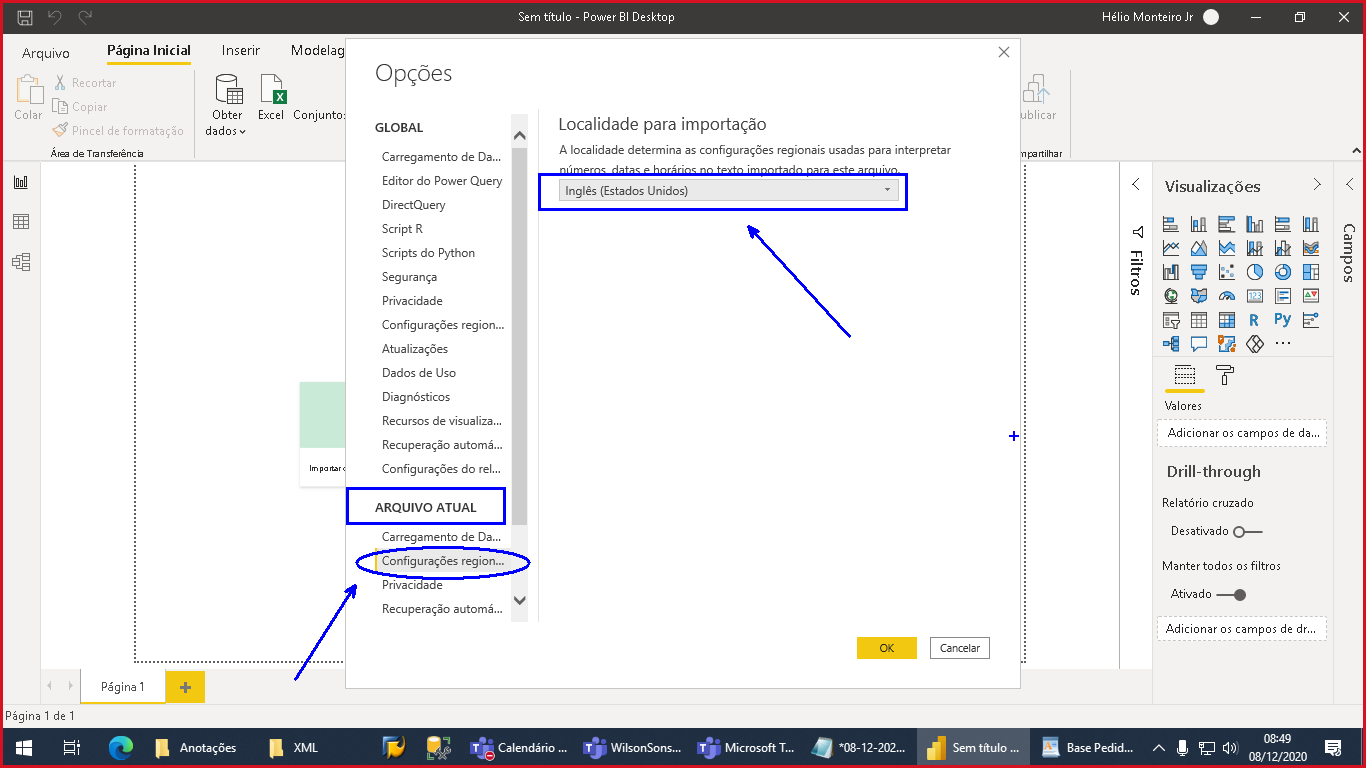 Sem título - Power BI Desktop
Hélio Monteiro Jr
Arquivo
Página Inicial
Inserir
Modelag
Colar
Recortar
Copiar
Pincel de formatação
Área de Transferência
Obter
dados
Excel
Conjunto
ublicar
mpartilhar
Opções
GLOBAL
Carregamento de Da...
Editor do Power Query
DirectQuery
Script R
Scripts do Python
Segurança
Privacidade
Configurações region...
Atualizações
Dados de Uso
Diagnósticos
Recursos de visualiza...
Recuperação automá...
Configurações do rel...
ARQUIVO ATUAL
Carregamento de Da...
Configurações region...
Privacidade
Recuperação automá...
Localidade para importação
A localidade determina as configurações regionais usadas para interpretar
números, datas e horários no texto importado para este arquivo.
Inglês (Estados Unidos)
OK
Cancelar
Importar
Filtros
Visualizações
123
R
Py
...
Valores
Adicionar os campos de da...
Drill-through
Relatório cruzado
Desativado
Manter todos os filtros
Ativado
Adicionar os campos de dr...
Campos
Página 1
Página 1 de 1
Anotações
XML
Calendário ...
WilsonSons...
Microsoft T...
*08-12-202...
Sem título ...
Base Pedid...
08:49
08/12/2020